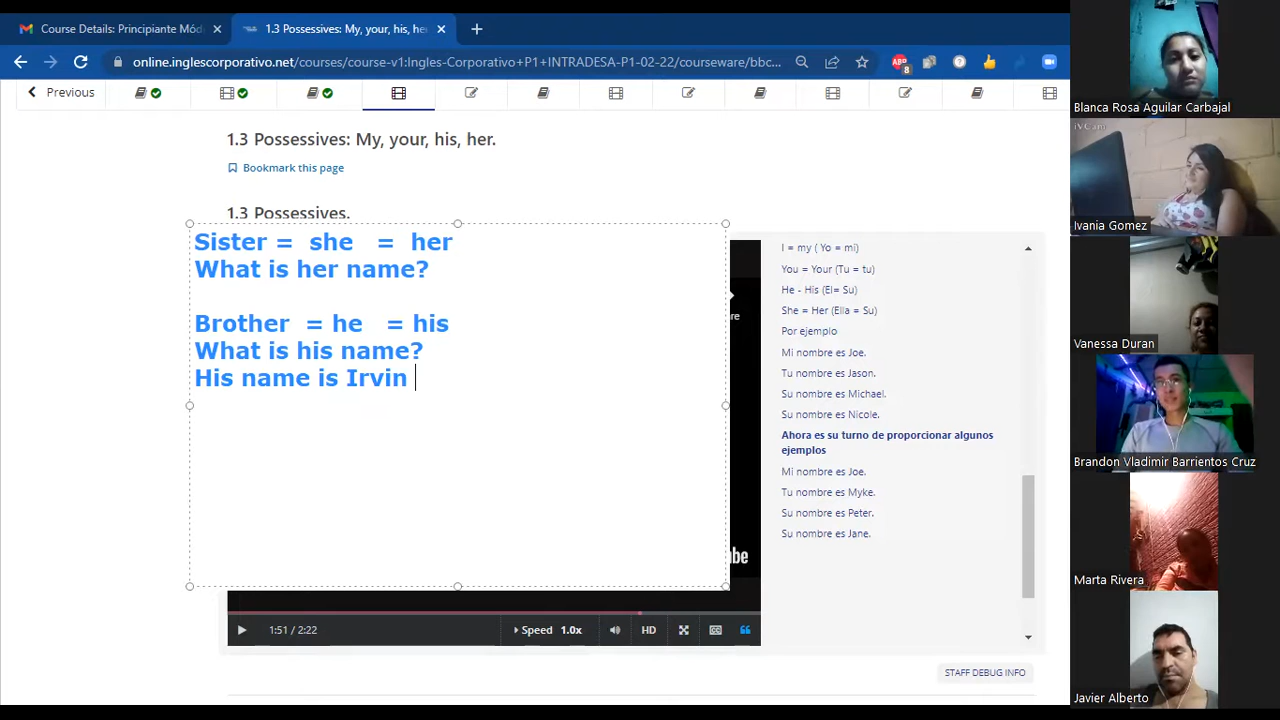 Course Details: Principiante Mód
1.3 Possessives: My, your, his, he
online.inglescorporativo.net/courses/course-v1:Ingles-Corporativo+P1+INTRADESA-P1-02-22/courseware/bbc...
ABP
8
Previous
1.3 Possessives: My, your, his, her.
Bookmark this page
1.3 Possessives.
Sister = she = her
What is her name?
Brother = he = his
What is his name?
His name is Irvin
are
ube
I = my ( Yo = mi)
You = Your (Tu = tu)
He - His (El= Su)
She = Her (Ella = Su)
Por ejemplo
Mi nombre es Joe.
Tu nombre es Jason.
Su nombre es Michael.
Su nombre es Nicole.
Ahora es su turno de proporcionar algunos
ejemplos
Mi nombre es Joe.
Tu nombre es Myke.
Su nombre es Peter.
Su nombre es Jane.
1:51 / 2:22
Speed 1.0x
HD
STAFF DEBUG INFO
Blanca Rosa Aguilar Carbajal
iVCam
Ivania Gomez
Vanessa Duran
Brandon Vladimir Barrientos Cruz
Marta Rivera
Javier Alberto